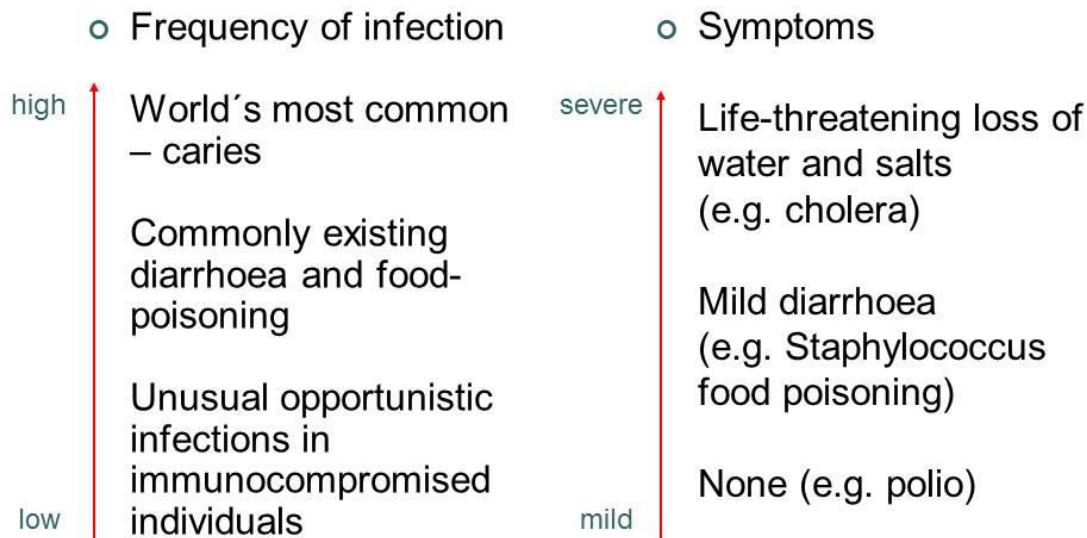 Frequency of infection
high
World´s most common
– caries
Commonly existing
diarrhoea and food-
poisoning
Unusual opportunistic
infections in
immunocompromised
individuals
low
Symptoms
severe
Life-threatening loss of
water and salts
(e.g. cholera)
Mild diarrhoea
(e.g. Staphylococcus
food poisoning)
None (e.g. polio)
mild